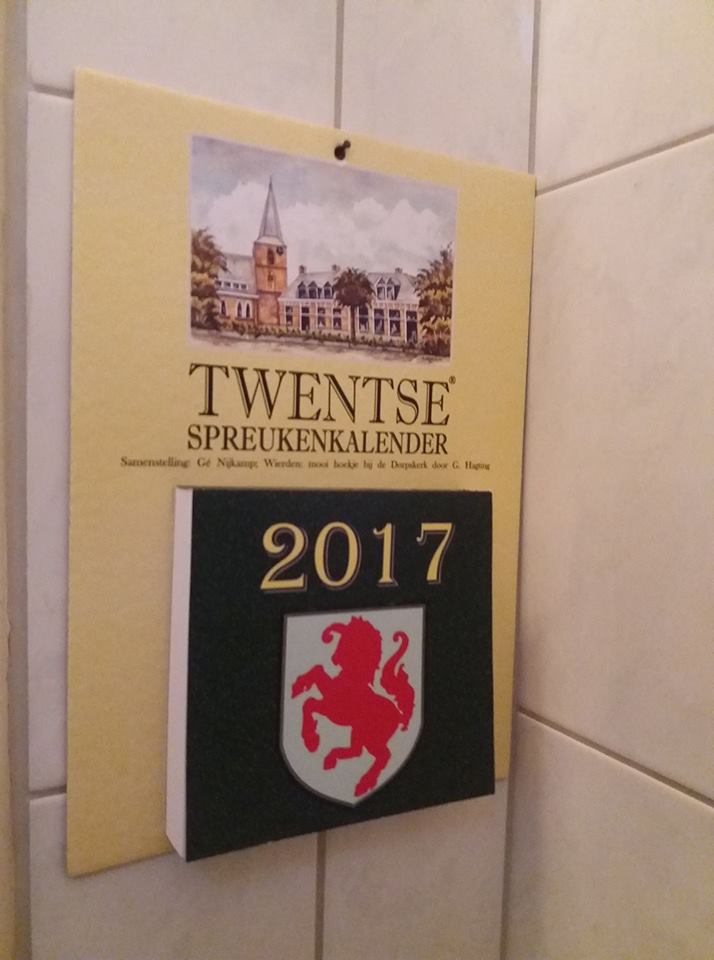 TWENTSE®
SPREUKENKALENDER
Samenstelling: Gé Nijkamp; Wierden: mooi hoekje bij de Dorpskerk door G. Hagting
2017